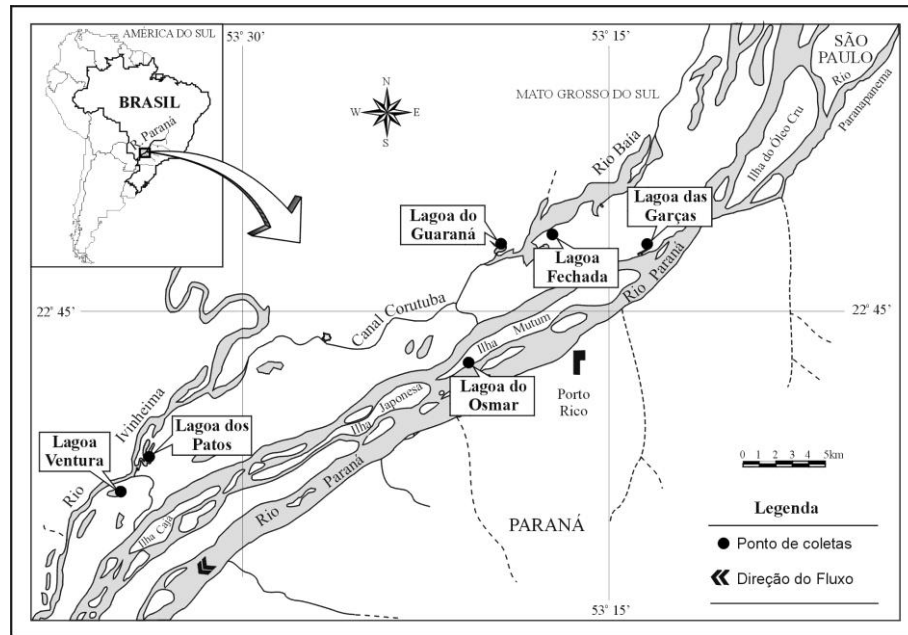 AMÉRICA DO SUL
BRASIL
R. Paraná
53° 30
53° 15
N
W
E
S
MATO GROSSO DO SUL
SÃO
PAULO
Rio
Paranapanema
Ilha do Óleo Cru
Rio Baia
Lagoa do
Guaraná
Lagoa das
Garças
Lagoa
Fechada
Rio Paraná
22° 45'
22° 45'
Canal Corutuba
Ilha Mutum
Porto
Rico
Lagoa do
Osmar
Ilha Japonesa
Ivinheima
Rio
Lagoa dos
Patos
Lagoa
Ventura
Ilha Caja
Rio Paraná
PARANÁ
0 1 2 3 4 5km
Legenda
Ponto de coletas
Direção do Fluxo
53° 15